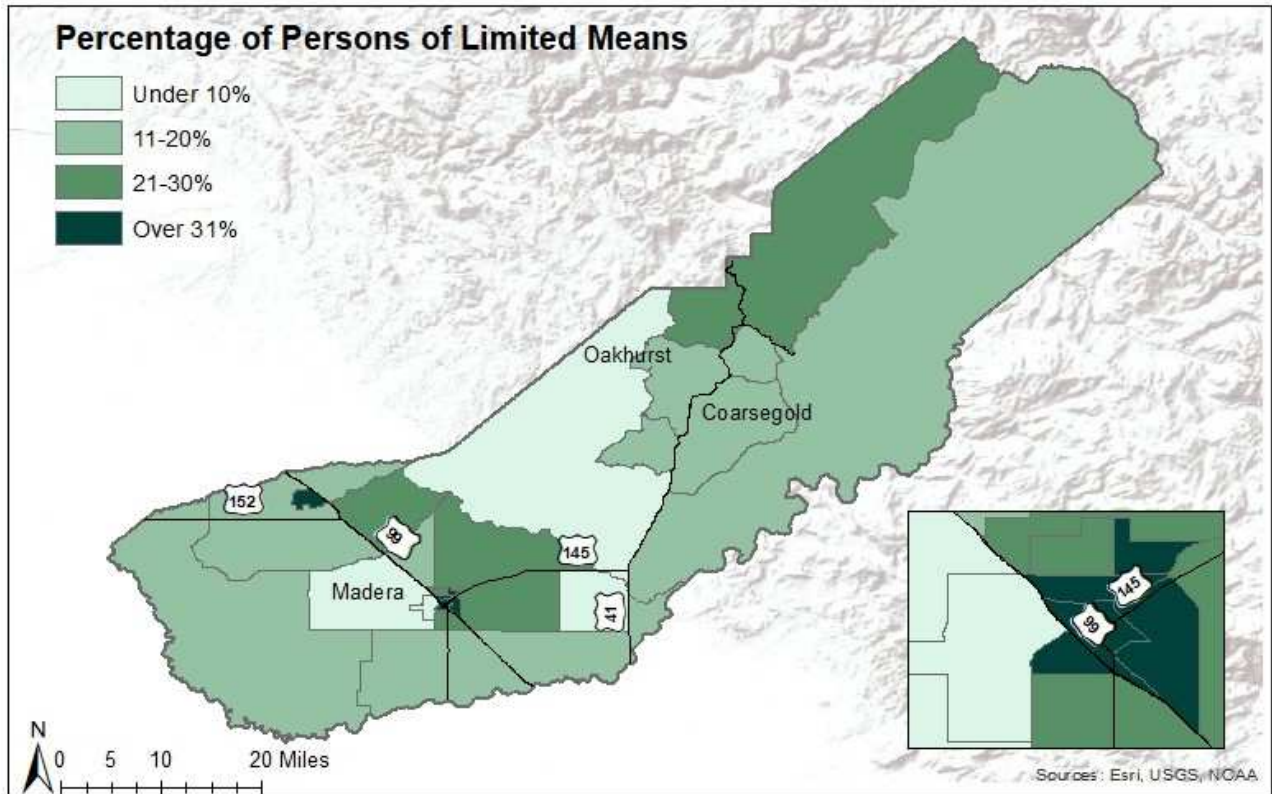 Percentage of Persons of Limited Means
Under 10%
11-20%
21-30%
Over 31%
Oakhurst
Coarsegold
152
99
145
Madera
41
145
99
N
0 5 10 20 Miles
Sources: Esri, USGS, NOAA